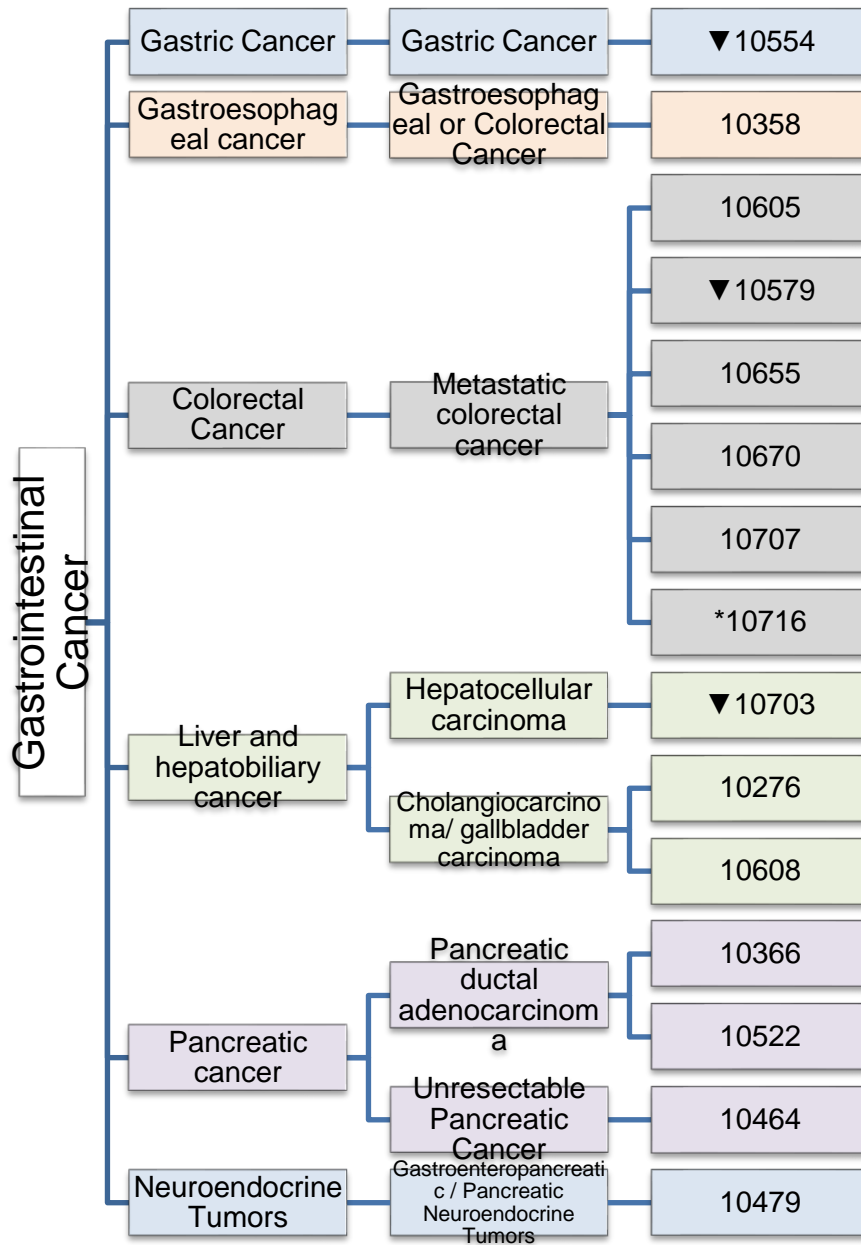 Gastrointestinal
Cancer
Gastric Cancer
Gastric Cancer
▼10554
Gastroesophag
eal cancer
Gastroesophag
eal or Colorectal
Cancer
10358
Colorectal
Cancer
Metastatic
colorectal
cancer
10605
▼10579
10655
10670
10707
*10716
Liver and
hepatobiliary
cancer
Hepatocellular
carcinoma
▼10703
Cholangiocarcino
ma/ gallbladder
carcinoma
10276
10608
Pancreatic
cancer
Pancreatic
ductal
adenocarcinom
a
10366
10522
Unresectable
Pancreatic
Cancer
10464
Neuroendocrine
Tumors
Gastroenteropancreati
c / Pancreatic
Neuroendocrine
Tumors
10479